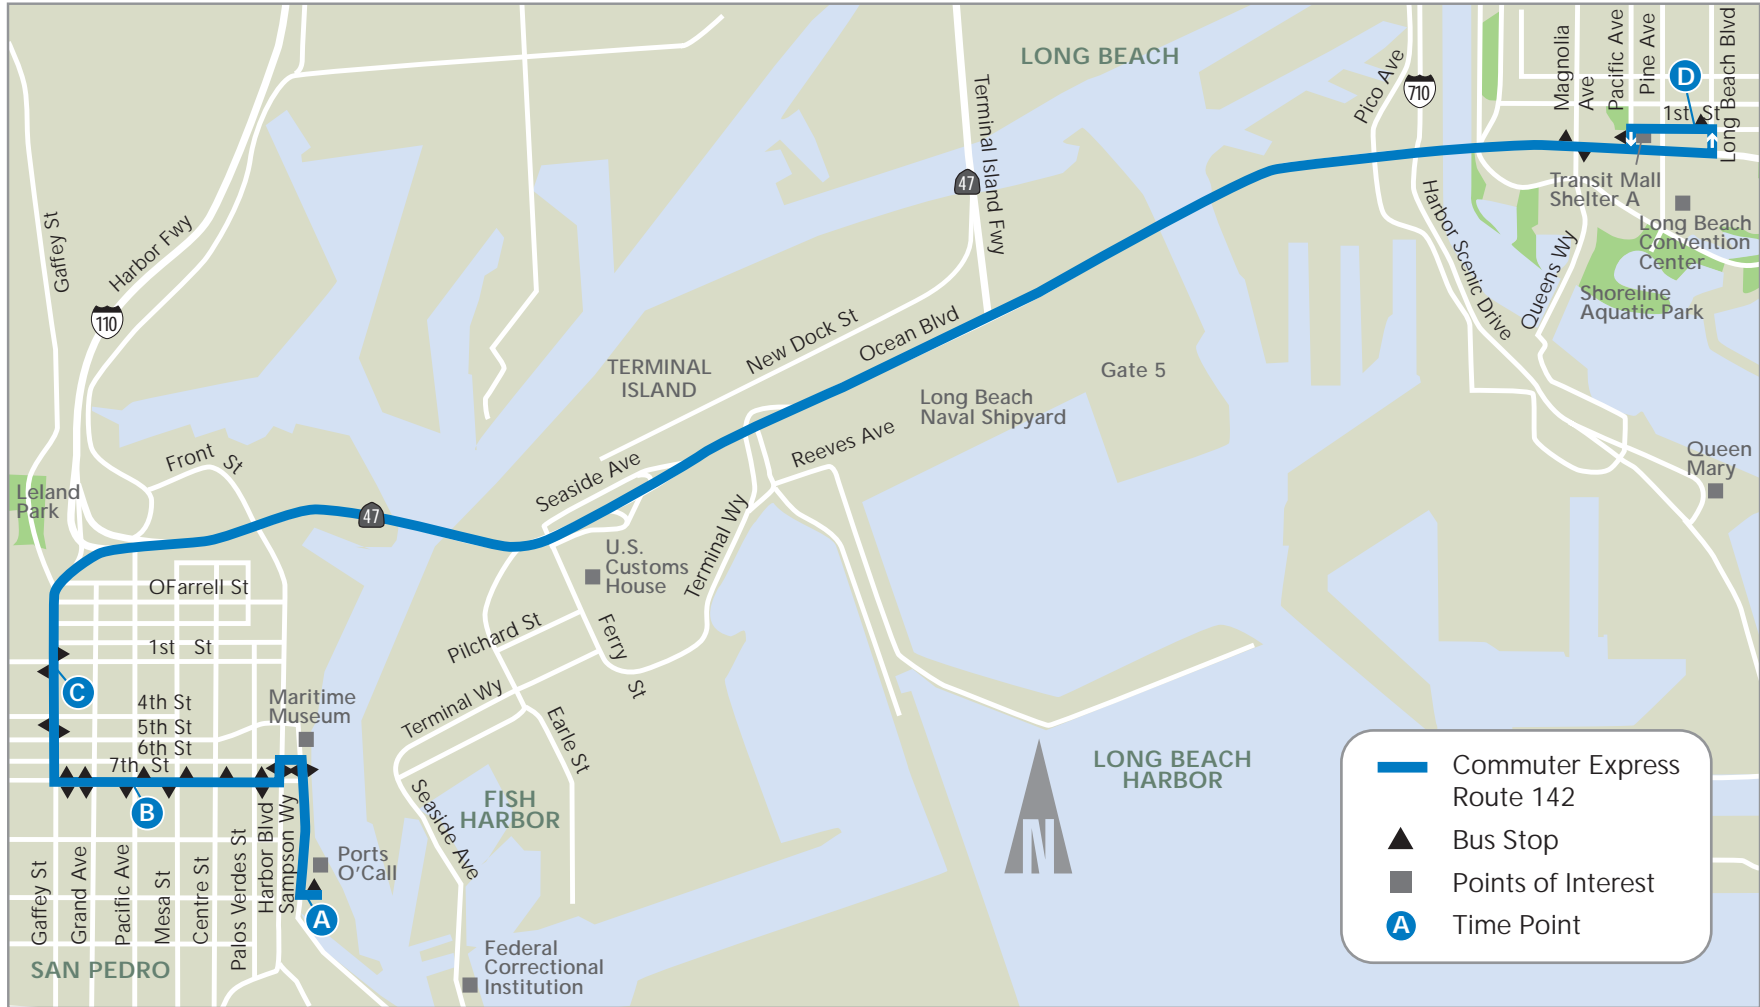 LONG BEACH
Gaffey St
Harbor Fwy
110
Terminal Island Fwy
47
Pico Ave
710
Magnolia
Ave
Pacific Ave
Pine Ave
D
1st St
Long Beach Blvd
Transit Mall
Shelter A
Long Beach
Convention
Center
Harbor Scenic Drive
Queens Wy
Shoreline
Aquatic Park
New Dock St
Ocean Blvd
TERMINAL
ISLAND
Gate 5
Long Beach
Naval Shipyard
Reeves Ave
Queen
Mary
Front St
Seaside Ave
Leland
Park
47
Terminal Wy
U.S.
Customs
House
OFarrell St
Pilchard St
Ferry St
1st St
C
4th St
5th St
6th St
7th St
Maritime
Museum
Terminal Wy
Earle St
B
Seaside Ave
FISH
HARBOR
LONG BEACH
HARBOR
N
Ports
O'Call
A
Gaffey St
Grand Ave
Pacific Ave
Mesa St
Centre St
Palos Verdes St
Harbor Blvd
Sampson Wy
SAN PEDRO
Federal
Correctional
Institution
Commuter Express
Route 142
Bus Stop
Points of Interest
A
Time Point